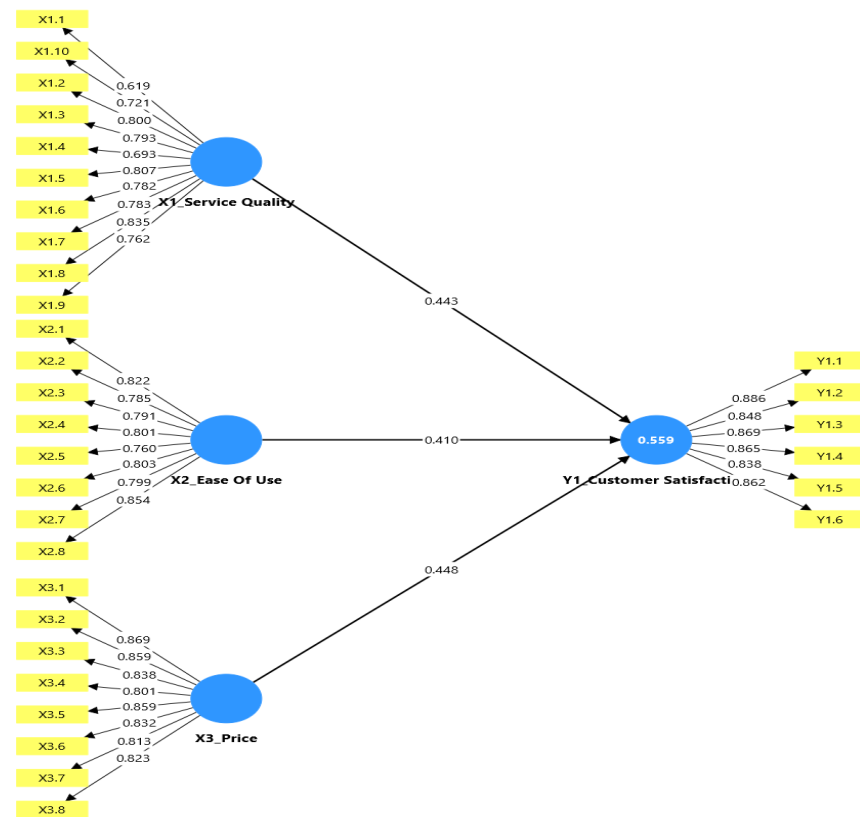 X1.1
X1.10
X1.2
X1.3
X1.4
X1.5
X1.6
X1.7
X1.8
X1.9
0.619
0.721
0.800
0.793
0.693
0.807
0.782
0.783
0.835
0.762
X1_Service Quality
0.443
X2.1
X2.2
X2.3
X2.4
X2.5
X2.6
X2.7
X2.8
0.822
0.785
0.791
0.801
0.760
0.803
0.799
0.854
X2_Ease Of Use
0.410
X3.1
X3.2
X3.3
X3.4
X3.5
X3.6
X3.7
X3.8
0.869
0.859
0.838
0.801
0.859
0.832
0.813
0.823
X3_Price
0.448
0.559
Y1_Customer Satisfacti
0.886
0.848
0.869
0.865
0.838
0.862
Y1.1
Y1.2
Y1.3
Y1.4
Y1.5
Y1.6